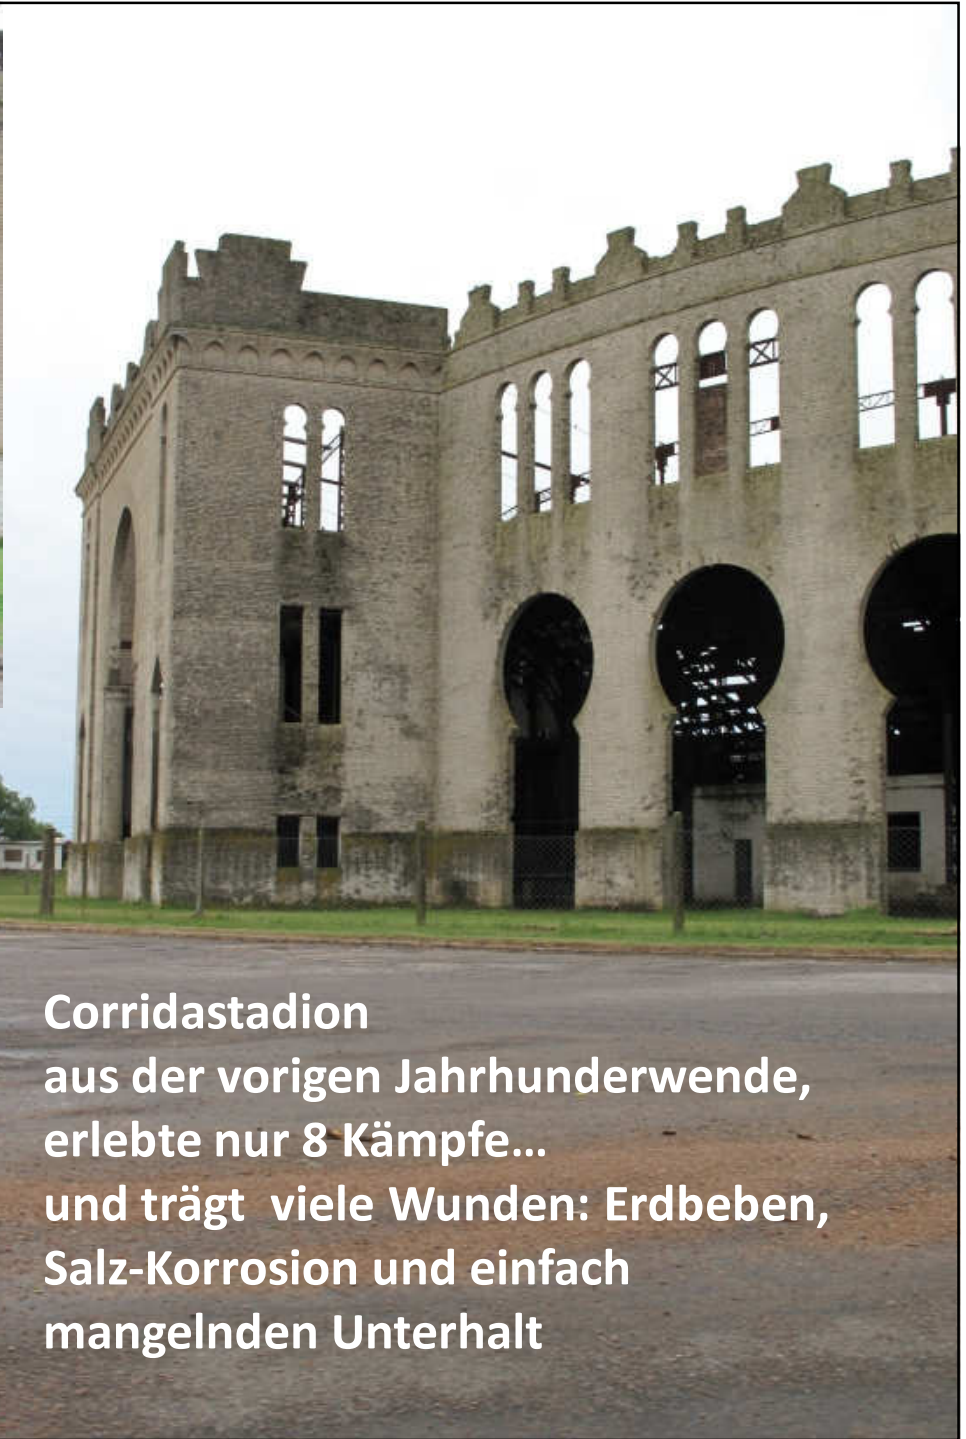 Corridastadion
aus der vorigen Jahrhunderwende,
erlebte nur 8 Kämpfe…
und trägt  viele Wunden: Erdbeben,
Salz-Korrosion und einfach
mangelnden Unterhalt